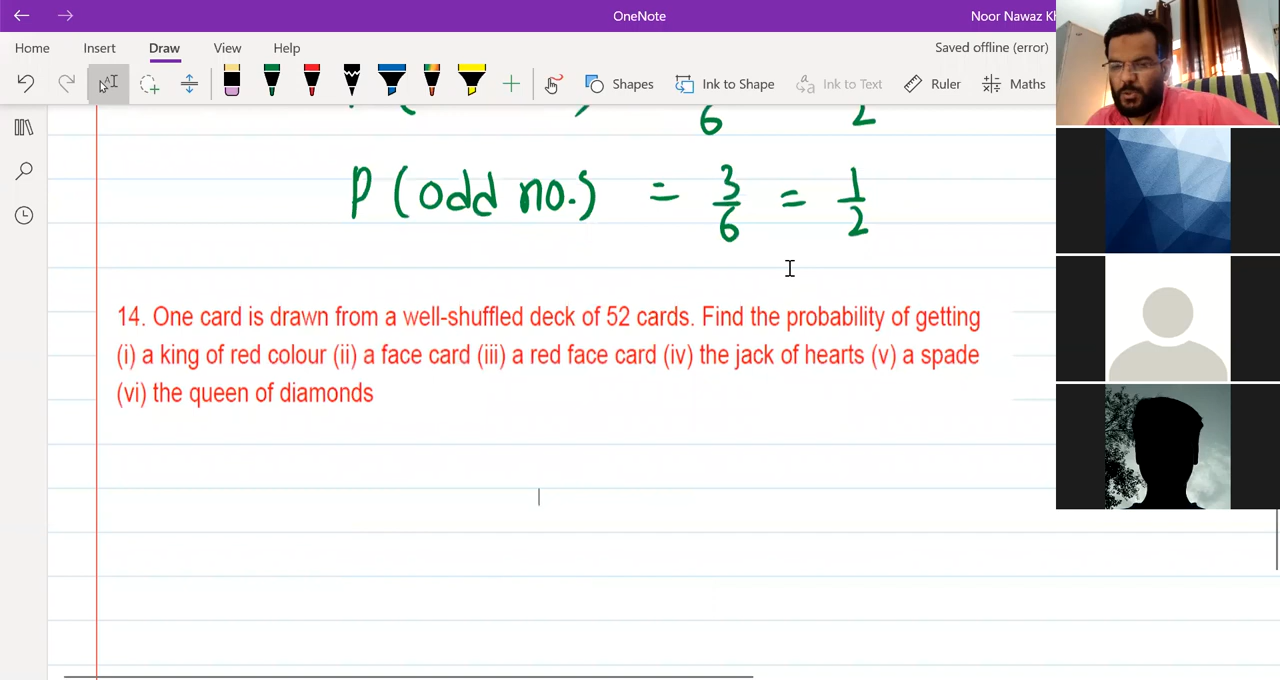 OneNote
Noor Nawaz Kh
Home Insert Draw View Help
Saved offline (error)
Shapes Ink to Shape Ink to Text Ruler Maths
6 2
P (odd no.) = 3/6 = 1/2
14. One card is drawn from a well-shuffled deck of 52 cards. Find the probability of getting
(i) a king of red colour (ii) a face card (iii) a red face card (iv) the jack of hearts (v) a spade
(vi) the queen of diamonds